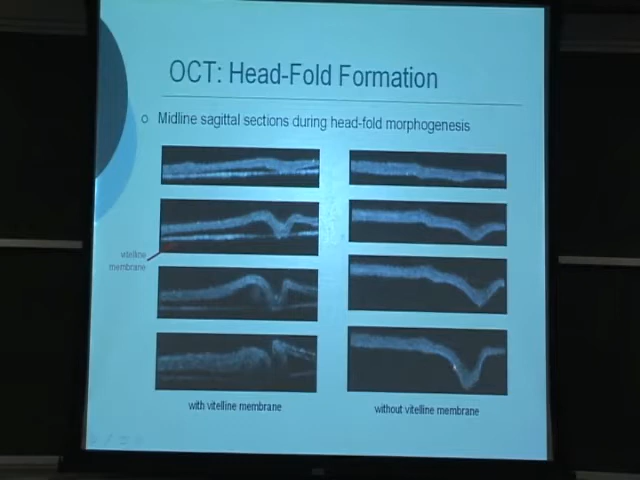 OCT: Head-Fold Formation
Midline sagittal sections during head-fold morphogenesis
vitelline
membrane
with vitelline membrane
without vitelline membrane